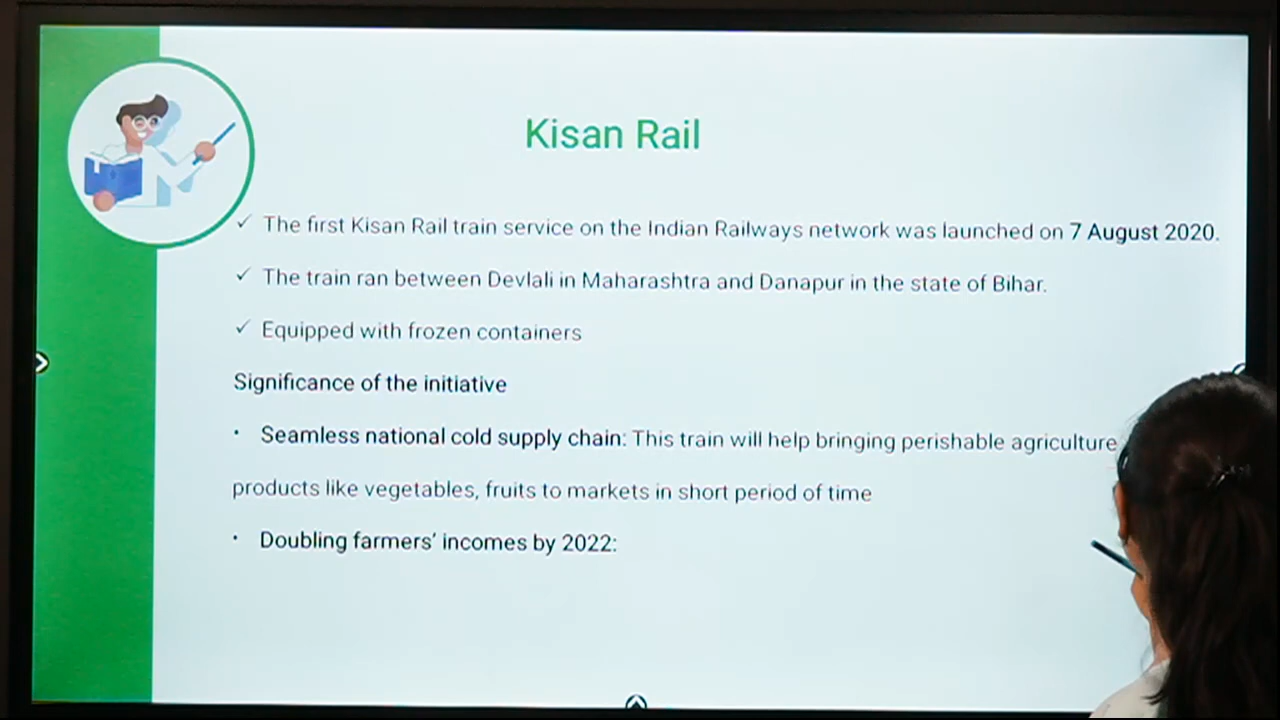 Kisan Rail
✓ The first Kisan Rail train service on the Indian Railways network was launched on 7 August 2020.
✓ The train ran between Devlali in Maharashtra and Danapur in the state of Bihar.
✓ Equipped with frozen containers
Significance of the initiative
• Seamless national cold supply chain: This train will help bringing perishable agriculture
products like vegetables, fruits to markets in short period of time
• Doubling farmers’ incomes by 2022: